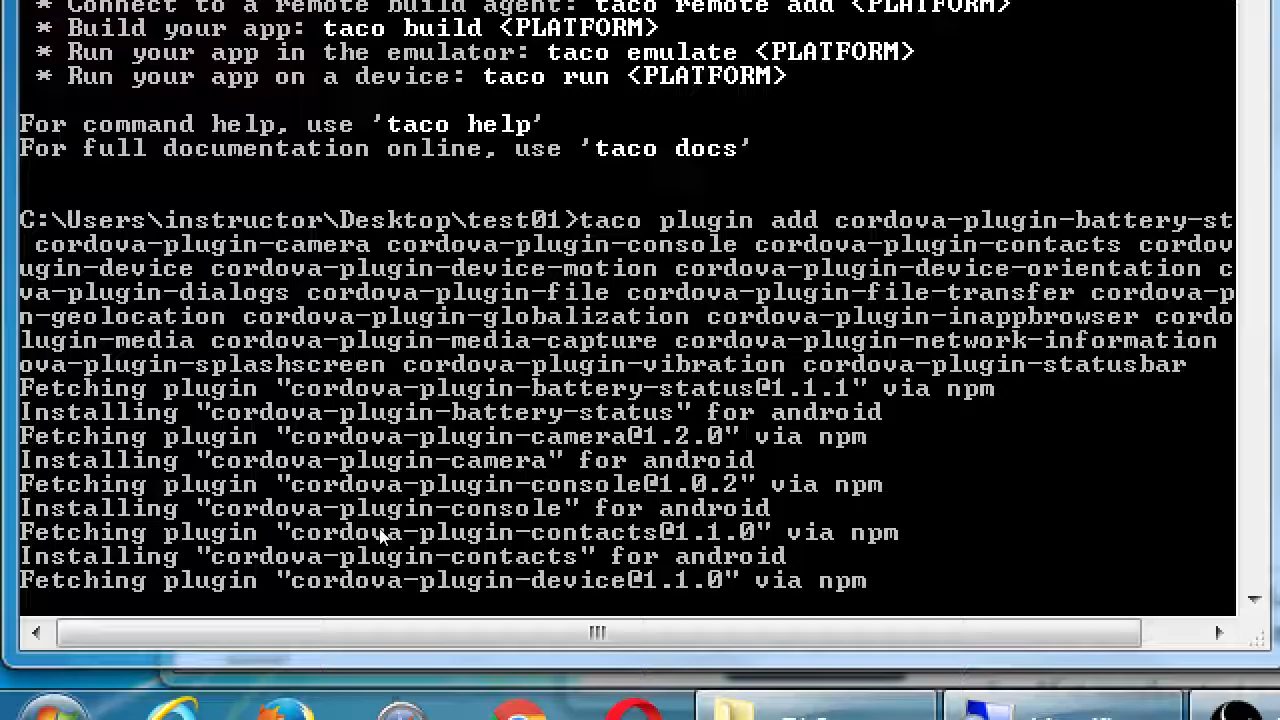 * Connect to a remote build agent: taco remote add <PLATFORM>
* Build your app: taco build <PLATFORM>
* Run your app in the emulator: taco emulate <PLATFORM>
* Run your app on a device: taco run <PLATFORM>
For command help, use 'taco help'
For full documentation online, use 'taco docs'
C:\Users\instructor\Desktop\test01>taco plugin add cordova-plugin-battery-st
cordova-plugin-camera cordova-plugin-console cordova-plugin-contacts cordov
ugin-device cordova-plugin-device-motion cordova-plugin-device-orientation c
va-plugin-dialogs cordova-plugin-file cordova-plugin-file-transfer cordova-p
n-geolocation cordova-plugin-globalization cordova-plugin-inappbrowser cordo
lugin-media cordova-plugin-media-capture cordova-plugin-network-information
ova-plugin-splashscreen cordova-plugin-vibration cordova-plugin-statusbar
Fetching plugin "cordova-plugin-battery-status@1.1.1" via npm
Installing "cordova-plugin-battery-status" for android
Fetching plugin "cordova-plugin-camera@1.2.0" via npm
Installing "cordova-plugin-camera" for android
Fetching plugin "cordova-plugin-console@1.0.2" via npm
Installing "cordova-plugin-console" for android
Fetching plugin "cordova-plugin-contacts@1.1.0" via npm
Installing "cordova-plugin-contacts" for android
Fetching plugin "cordova-plugin-device@1.1.0" via npm